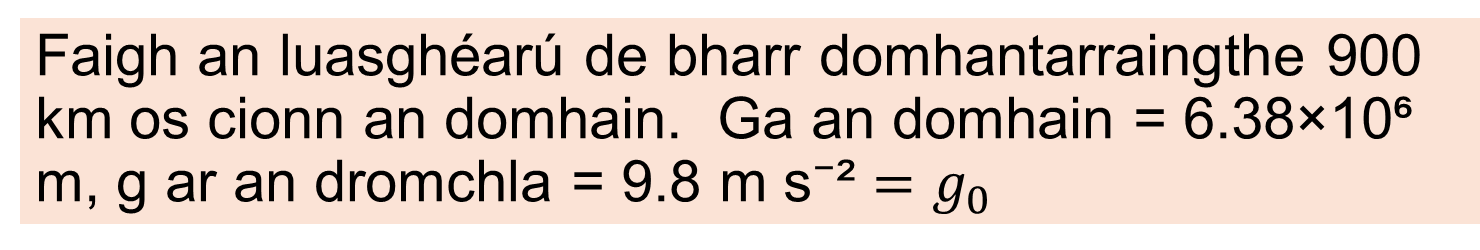 Faigh an luasghéarú de bharr domhantarraingthe 900
km os cionn an domhain.  Ga an domhain = 6.38×10⁶
m, g ar an dromchla = 9.8 m s⁻² = g₀